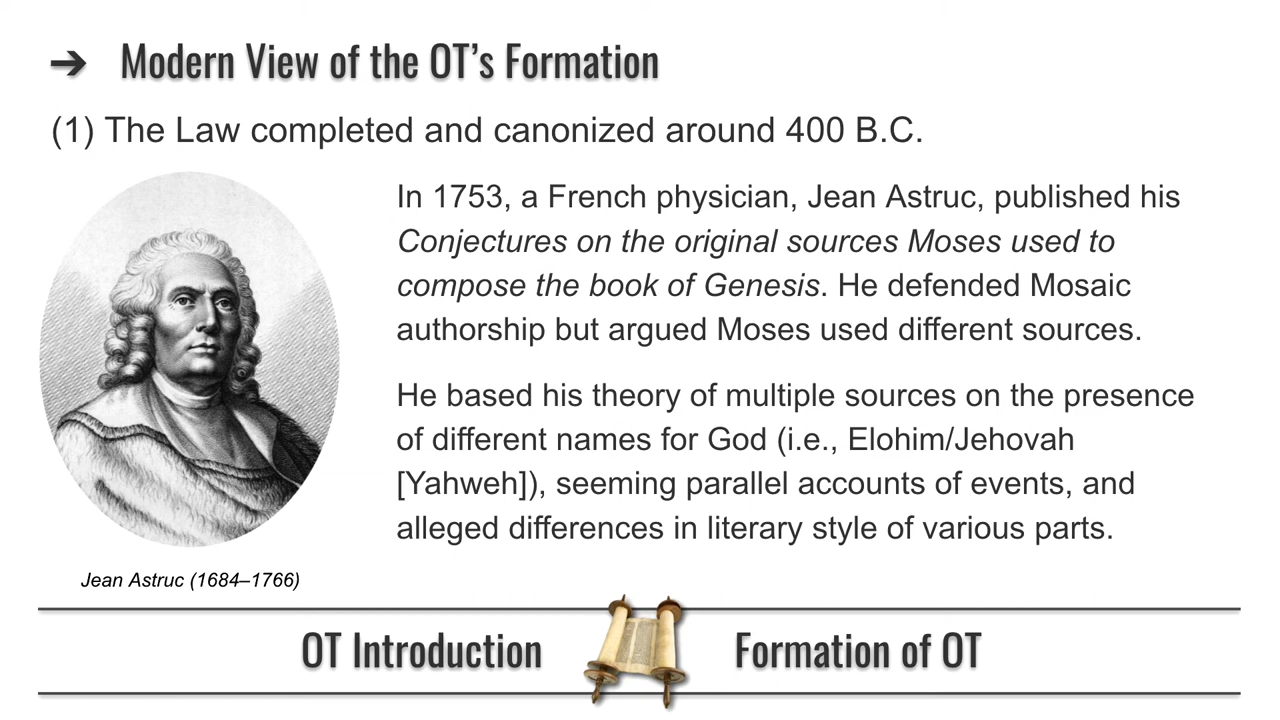 ➔ Modern View of the OT’s Formation
(1) The Law completed and canonized around 400 B.C.
In 1753, a French physician, Jean Astruc, published his
Conjectures on the original sources Moses used to
compose the book of Genesis. He defended Mosaic
authorship but argued Moses used different sources.
He based his theory of multiple sources on the presence
of different names for God (i.e., Elohim/Jehovah
[Yahweh]), seeming parallel accounts of events, and
alleged differences in literary style of various parts.
Jean Astruc (1684–1766)
OT Introduction
Formation of OT